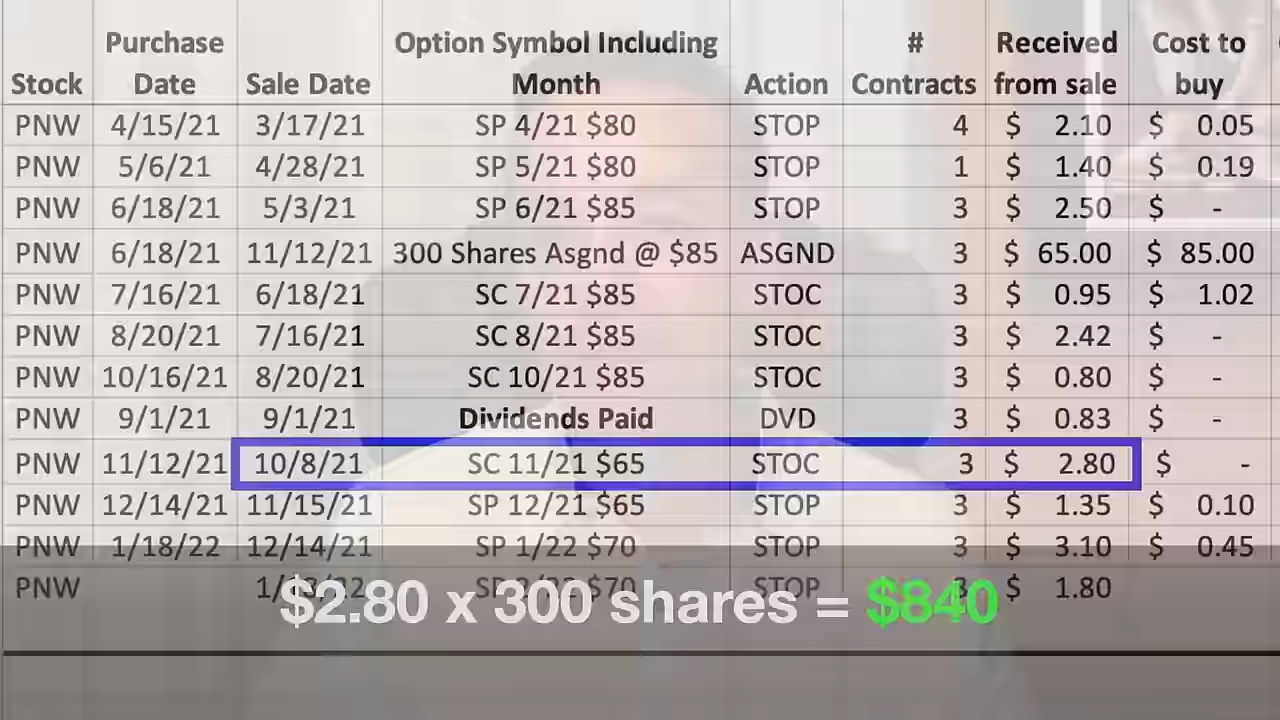 Stock Purchase Date Sale Date Option Symbol Including Month Action # Contracts Received from sale Cost to buy
PNW 4/15/21 3/17/21 SP 4/21 $80 STOP 4 $ 2.10 $ 0.05
PNW 5/6/21 4/28/21 SP 5/21 $80 STOP 1 $ 1.40 $ 0.19
PNW 6/18/21 5/3/21 SP 6/21 $85 STOP 3 $ 2.50 $ -
PNW 6/18/21 11/12/21 300 Shares Asgnd @ $85 ASGND 3 $ 65.00 $ 85.00
PNW 7/16/21 6/18/21 SC 7/21 $85 STOC 3 $ 0.95 $ 1.02
PNW 8/20/21 7/16/21 SC 8/21 $85 STOC 3 $ 2.42 $ -
PNW 10/16/21 8/20/21 SC 10/21 $85 STOC 3 $ 0.80 $ -
PNW 9/1/21 9/1/21 Dividends Paid DVD 3 $ 0.83 $ -
PNW 11/12/21 10/8/21 SC 11/21 $65 STOC 3 $ 2.80 $ -
PNW 12/14/21 11/15/21 SP 12/21 $65 STOP 3 $ 1.35 $ 0.10
PNW 1/18/22 12/14/21 SP 1/22 $70 STOP 3 $ 3.10 $ 0.45
PNW SP $70 STOP $ 1.80
$2.80 x 300 shares = $840